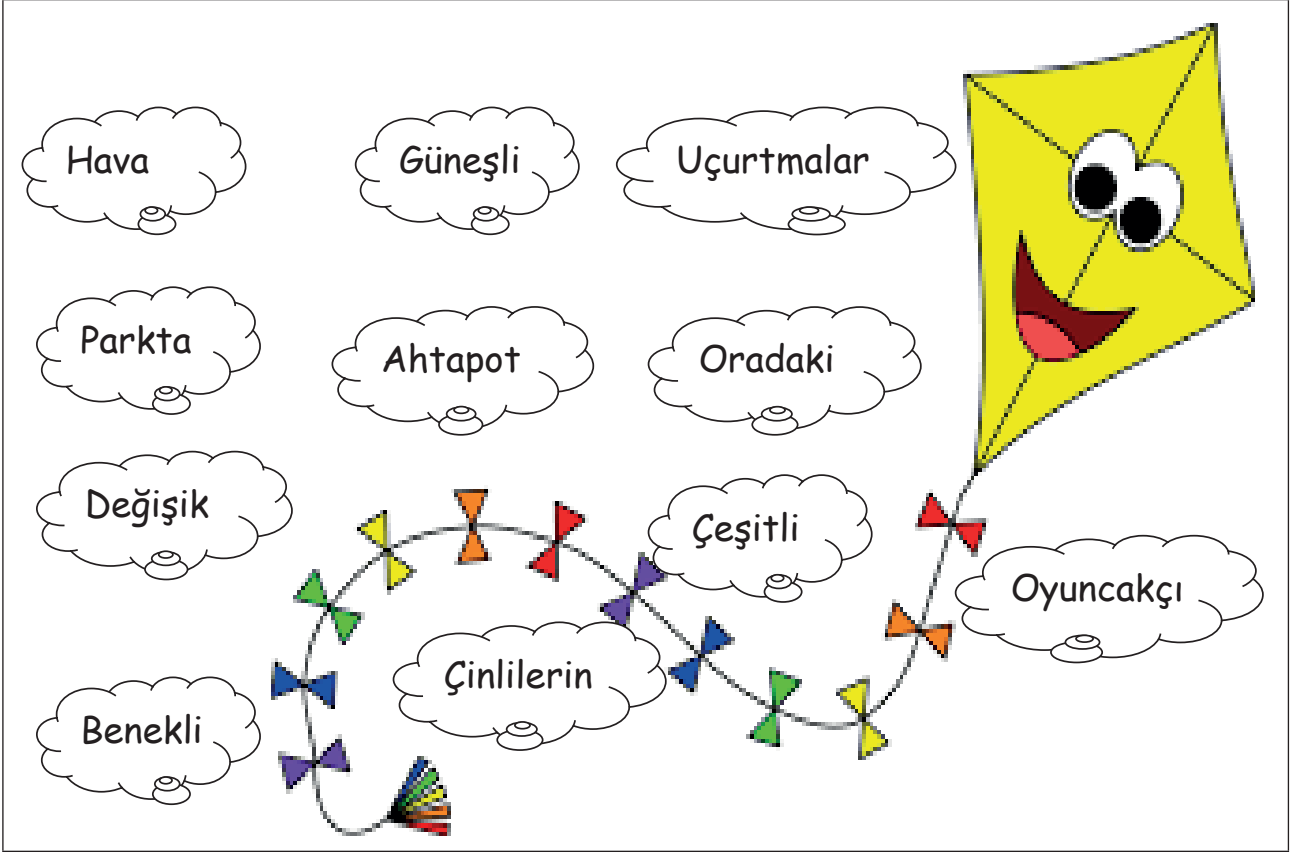 Hava
Güneşli
Uçurtmalar
Parkta
Ahtapot
Oradaki
Değişik
Çeşitli
Oyuncakçı
Çinlilerin
Benekli